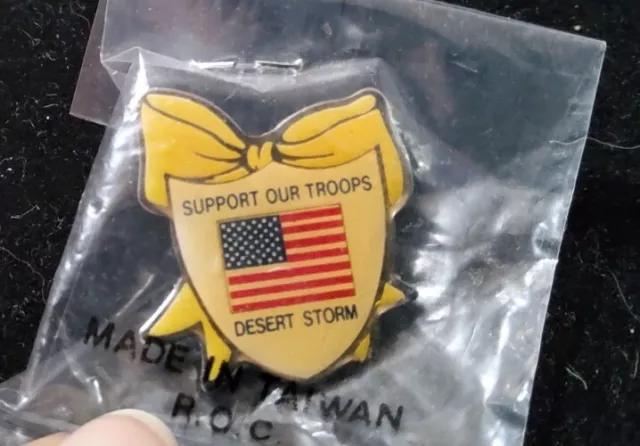 SUPPORT OUR TROOPS
DESERT STORM
MADE IN TAIWAN
R.O.C.